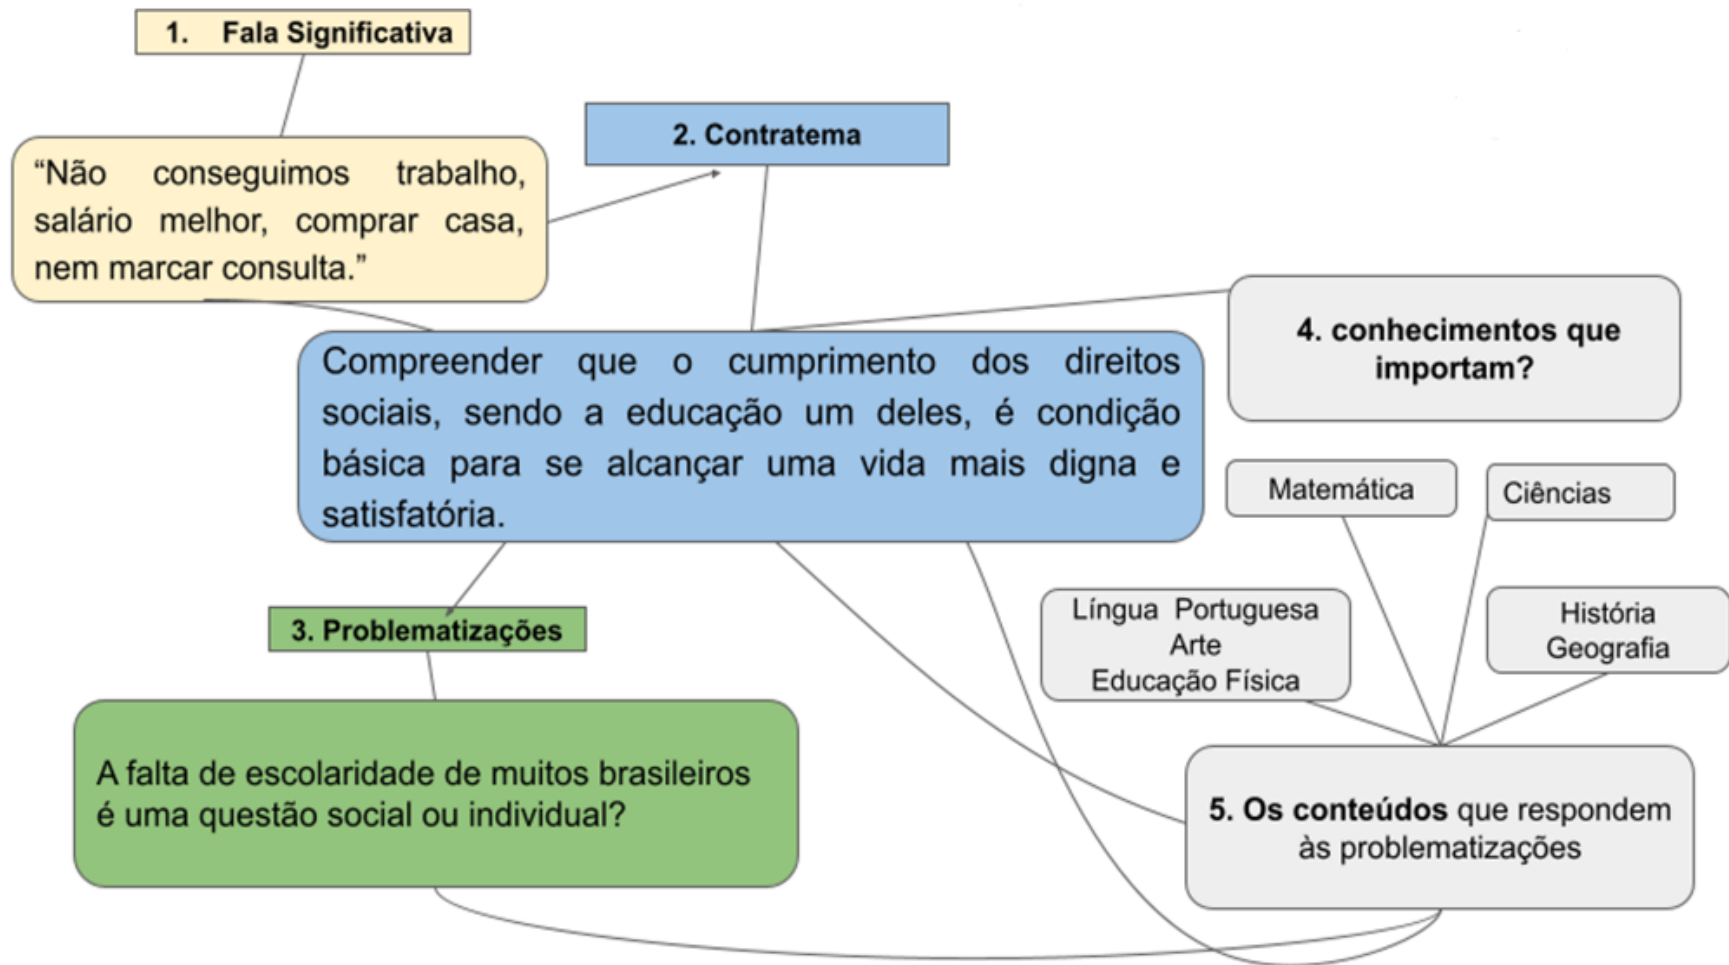 1. Fala Significativa
“Não conseguimos trabalho,
salário melhor, comprar casa,
nem marcar consulta.”
2. Contratema
Compreender que o cumprimento dos direitos
sociais, sendo a educação um deles, é condição
básica para se alcançar uma vida mais digna e
satisfatória.
3. Problematizações
A falta de escolaridade de muitos brasileiros
é uma questão social ou individual?
4. conhecimentos que
importam?
Matemática
Ciências
Língua Portuguesa
Arte
Educação Física
História
Geografia
5. Os conteúdos que respondem
às problematizações